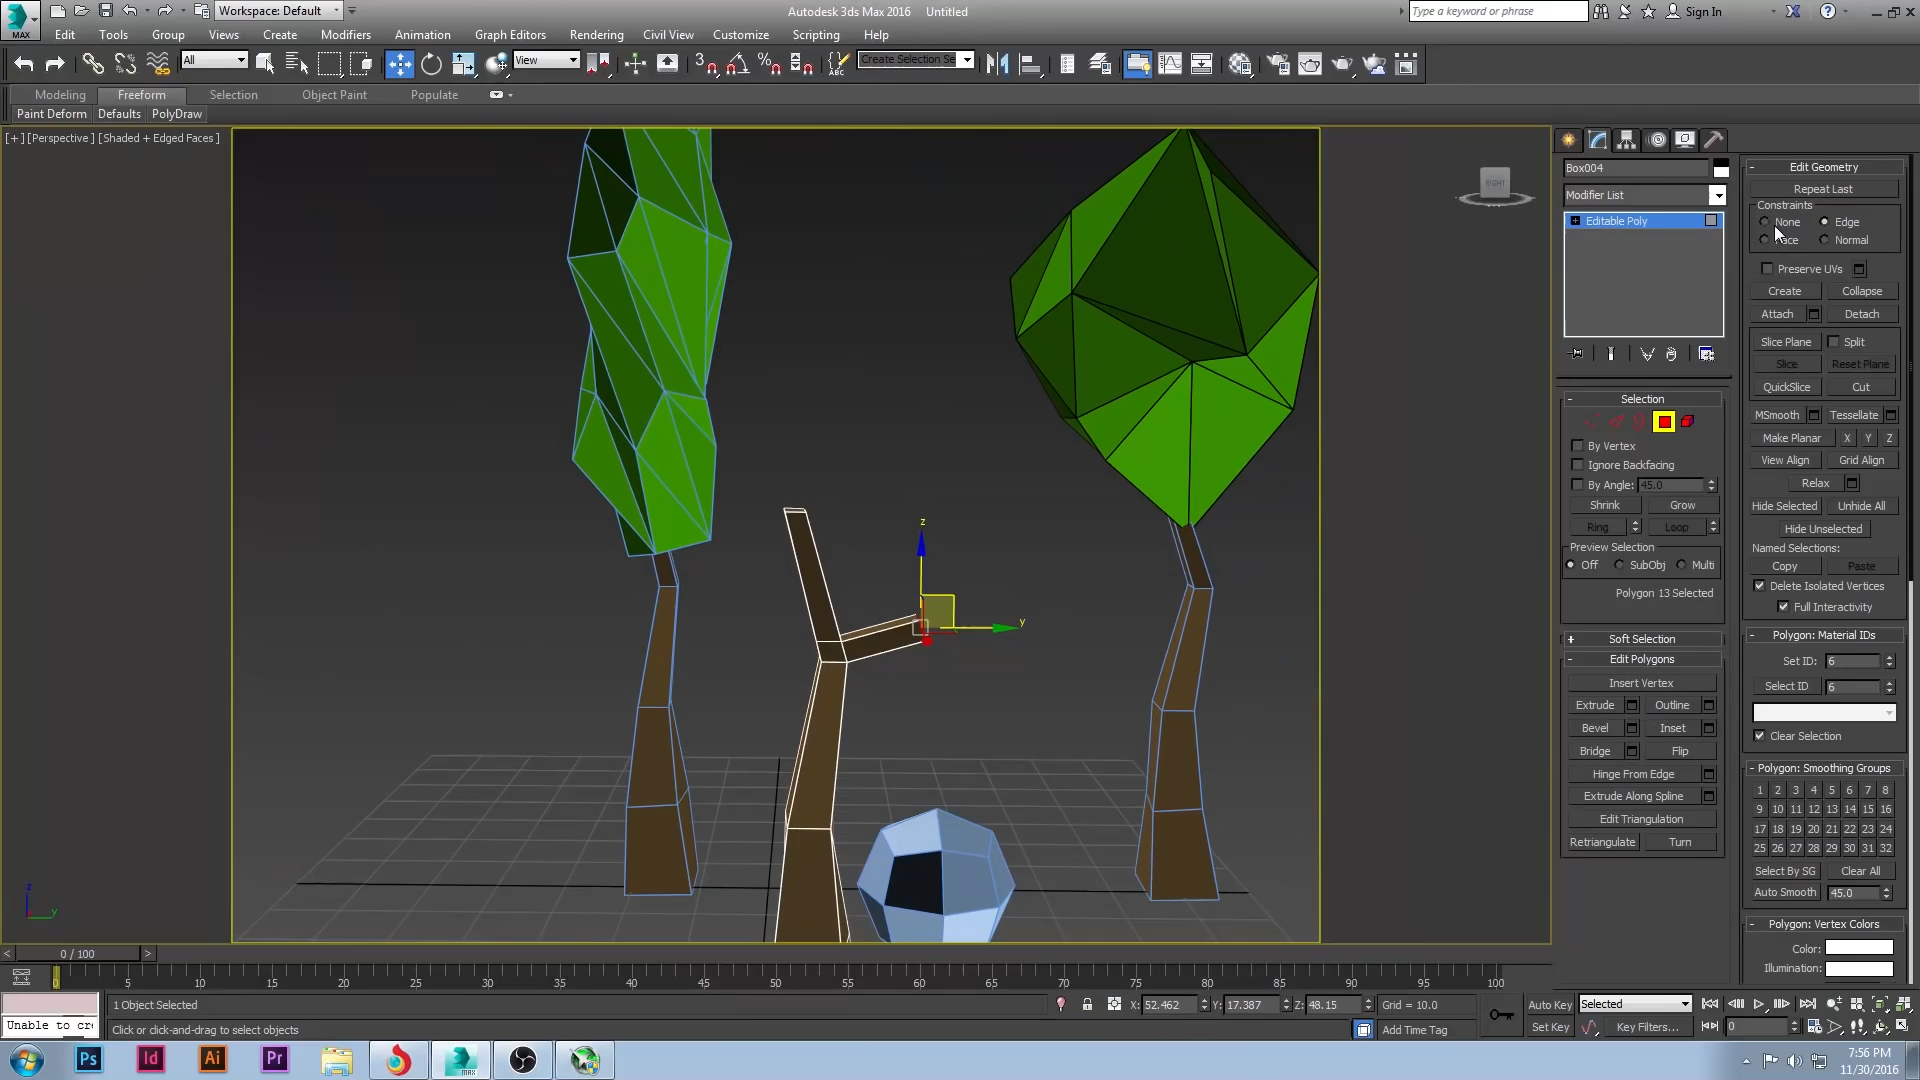 Workspace: Default
Autodesk 3ds Max 2016 Untitled
Type a keyword or phrase
Sign In
MAX
Edit Tools Group Views Create Modifiers Animation Graph Editors Rendering Civil View Customize Scripting Help
All
View
3
ABC
Create Selection Se
Modeling Freeform Selection Object Paint Populate
Paint Deform Defaults PolyDraw
[+] [Perspective] [Shaded + Edged Faces]
RIGHT
z
y
z
y
Box004
Modifier List
Editable Poly
Selection
By Vertex
Ignore Backfacing
By Angle: 45.0
Shrink Grow
Ring Loop
Preview Selection
Off SubObj Multi
Polygon 13 Selected
Soft Selection
Edit Polygons
Insert Vertex
Extrude Outline
Bevel Inset
Bridge Flip
Hinge From Edge
Extrude Along Spline
Edit Triangulation
Retriangulate Turn
Edit Geometry
Repeat Last
Constraints
None Edge
Normal
Preserve UVs
Create Collapse
Attach Detach
Slice Plane Split
Slice Reset Plane
QuickSlice Cut
MSmooth Tessellate
Make Planar X Y Z
View Align Grid Align
Relax
Hide Selected Unhide All
Hide Unselected
Named Selections:
Copy Paste
Delete Isolated Vertices
Full Interactivity
Polygon: Material IDs
Set ID: 6
Select ID 6
Clear Selection
Polygon: Smoothing Groups
1 2 3 4 5 6 7 8
9 10 11 12 13 14 15 16
17 18 19 20 21 22 23 24
25 26 27 28 29 30 31 32
Select By SG Clear All
Auto Smooth 45.0
Polygon: Vertex Colors
Color:
Illumination:
< 0 / 100 >
0 5 10 15 20 25 30 35 40 45 50 55 60 65 70 75 80 85 90 95 100
1 Object Selected
X: 52.462 Y: 17.387 Z: 48.15 Grid = 10.0
Auto Key Selected
Unable to cre
Click or click-and-drag to select objects
Add Time Tag
Set Key Key Filters... 0
Ps Id Ai Pr
MAX
7:56 PM
11/30/2016